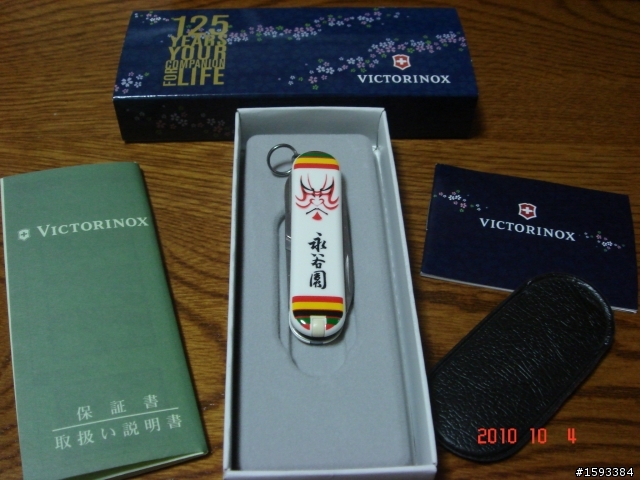 125
YEARS
YOUR
COMPANION
FOR LIFE
VICTORINOX
VICTORINOX
保証書
取扱い説明書
永谷園
VICTORINOX
2010 10 4
#1593384